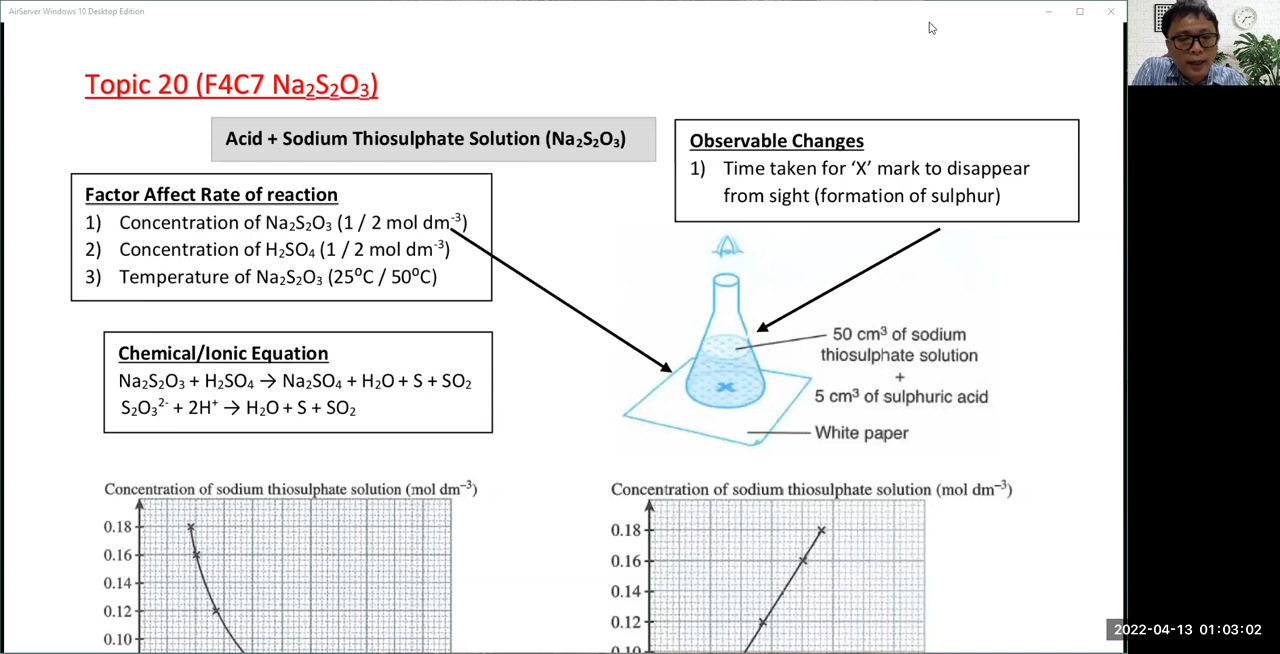 AirServer Windows 10 Desktop Edition
Topic 20 (F4C7 Na₂S₂O₃)
Acid + Sodium Thiosulphate Solution (Na₂S₂O₃)
Observable Changes
1) Time taken for ‘X’ mark to disappear
from sight (formation of sulphur)
Factor Affect Rate of reaction
1) Concentration of Na₂S₂O₃ (1 / 2 mol dm⁻³)
2) Concentration of H₂SO₄ (1 / 2 mol dm⁻³)
3) Temperature of Na₂S₂O₃ (25⁰C / 50⁰C)
Chemical/Ionic Equation
Na₂S₂O₃ + H₂SO₄ → Na₂SO₄ + H₂O + S + SO₂
S₂O₃²⁻ + 2H⁺ → H₂O + S + SO₂
50 cm³ of sodium
thiosulphate solution
+
5 cm³ of sulphuric acid
White paper
Concentration of sodium thiosulphate solution (mol dm⁻³)
0.18
0.16
0.14
0.12
0.10
Concentration of sodium thiosulphate solution (mol dm⁻³)
0.18
0.16
0.14
0.12
0.10
2022-04-13 01:03:02